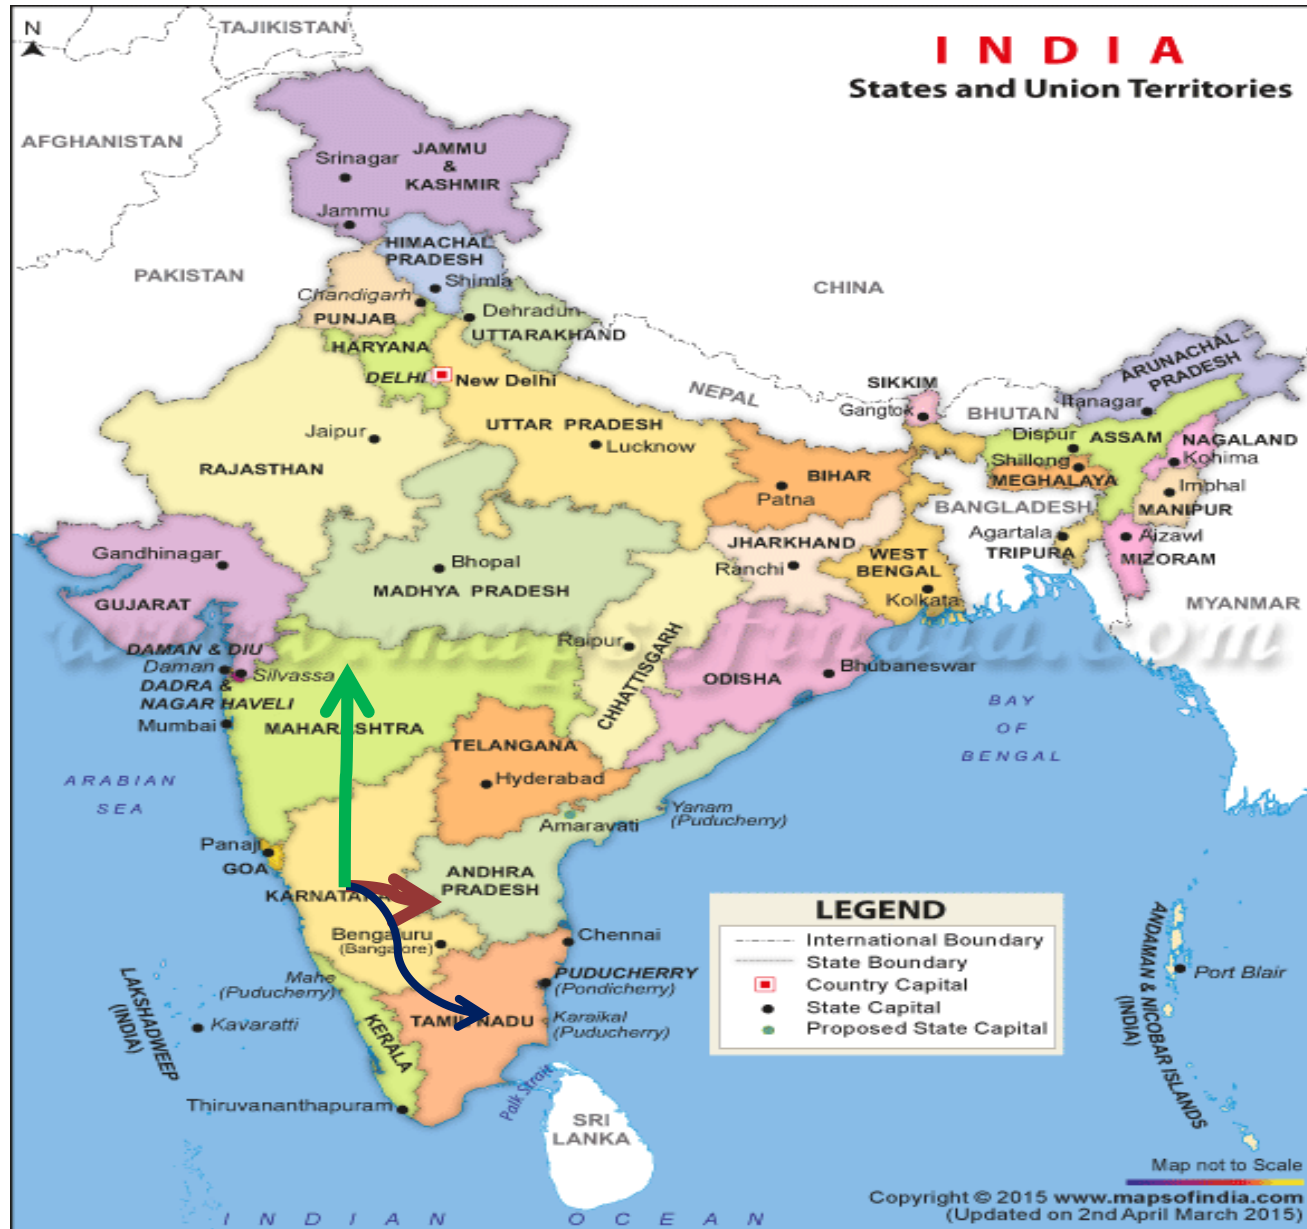 N
TAJIKISTAN
INDIA
States and Union Territories
AFGHANISTAN
JAMMU
&
KASHMIR
Srinagar
Jammu
HIMACHAL
PRADESH
PAKISTAN
Shimla
CHINA
Chandigarh
PUNJAB
Dehradun
UTTARAKHAND
HARYANA
DELHI
New Delhi
NEPAL
SIKKIM
Gangtok
BHUTAN
ARUNACHAL
PRADESH
Itanagar
UTTAR PRADESH
Lucknow
Jaipur
RAJASTHAN
Dispur
ASSAM
NAGALAND
Kohima
Shillong
MEGHALAYA
BIHAR
Patna
Imphal
MANIPUR
BANGLADESH
Agartala
TRIPURA
Aizawl
MIZORAM
Gandhinagar
GUJARAT
Bhopal
MADHYA PRADESH
JHARKHAND
Ranchi
WEST
BENGAL
Kolkata
MYANMAR
www.mapsofindia.com
DAMAN & DIU
Daman
Silvassa
DADRA &
NAGAR HAVELI
Mumbai
MAHARASHTRA
Raipur
CHHATTISGARH
ODISHA
Bhubaneswar
BAY
OF
BENGAL
ARABIAN
SEA
TELANGANA
Hyderabad
Amaravati
Yanam
(Puducherry)
Panaji
GOA
KARNATAKA
ANDHRA
PRADESH
Bengaluru
(Bangalore)
Chennai
Mahe
(Puducherry)
PUDUCHERRY
(Pondicherry)
LAKSHADWEEP
(INDIA)
Kavaratti
KERALA
TAMIL NADU
Karaikal
(Puducherry)
Thiruvananthapuram
Palk Strait
SRI
LANKA
LEGEND
International Boundary
State Boundary
Country Capital
State Capital
Proposed State Capital
ANDAMAN & NICOBAR ISLANDS
(INDIA)
Port Blair
Map not to Scale
Copyright © 2015 www.mapsofindia.com
(Updated on 2nd April March 2015)
INDIAN OCEAN